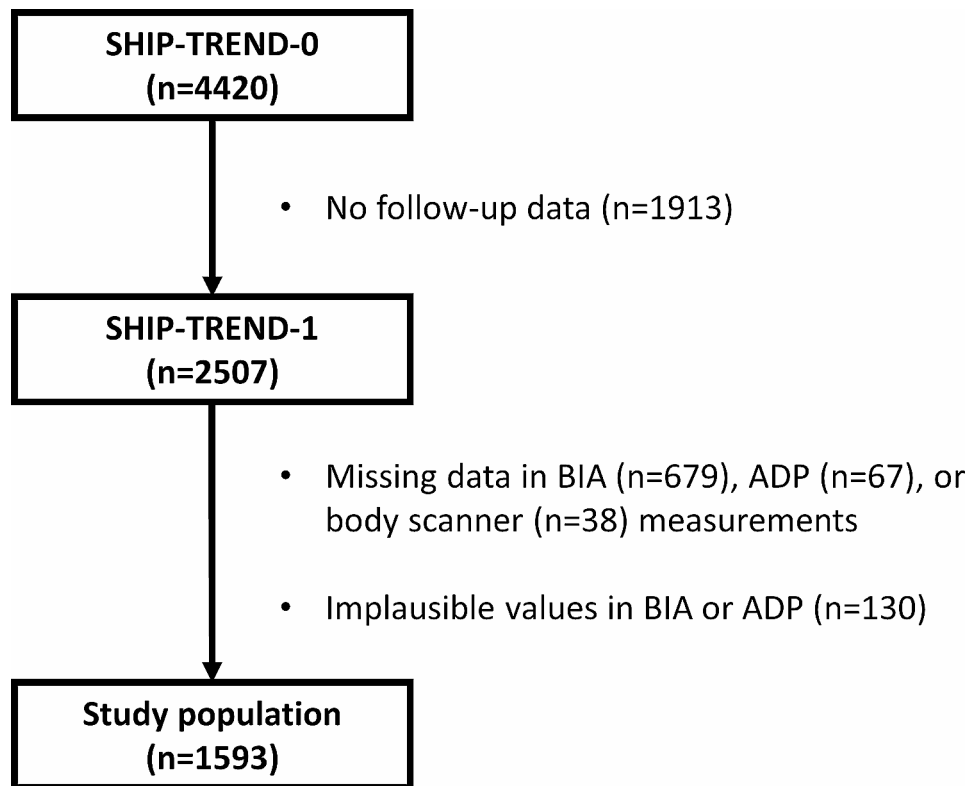 SHIP-TREND-0
(n=4420)
• No follow-up data (n=1913)
SHIP-TREND-1
(n=2507)
• Missing data in BIA (n=679), ADP (n=67), or
body scanner (n=38) measurements
• Implausible values in BIA or ADP (n=130)
Study population
(n=1593)